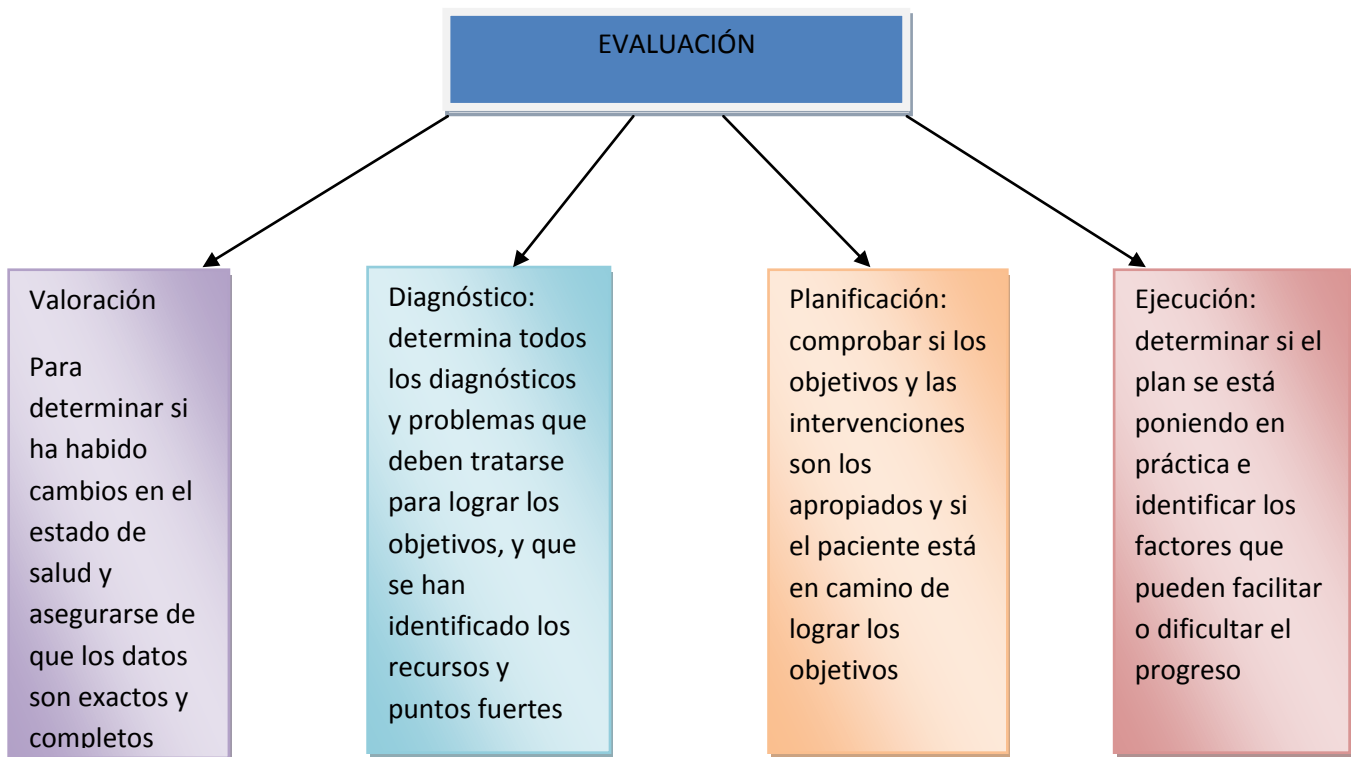 EVALUACIÓN
Valoración
Para
determinar si
ha habido
cambios en el
estado de
salud y
asegurarse de
que los datos
son exactos y
completos
Diagnóstico:
determina todos
los diagnósticos
y problemas que
deben tratarse
para lograr los
objetivos, y que
se han
identificado los
recursos y
puntos fuertes
Planificación:
comprobar si los
objetivos y las
intervenciones
son los
apropiados y si
el paciente está
en camino de
lograr los
objetivos
Ejecución:
determinar si el
plan se está
poniendo en
práctica e
identificar los
factores que
pueden facilitar
o dificultar el
progreso